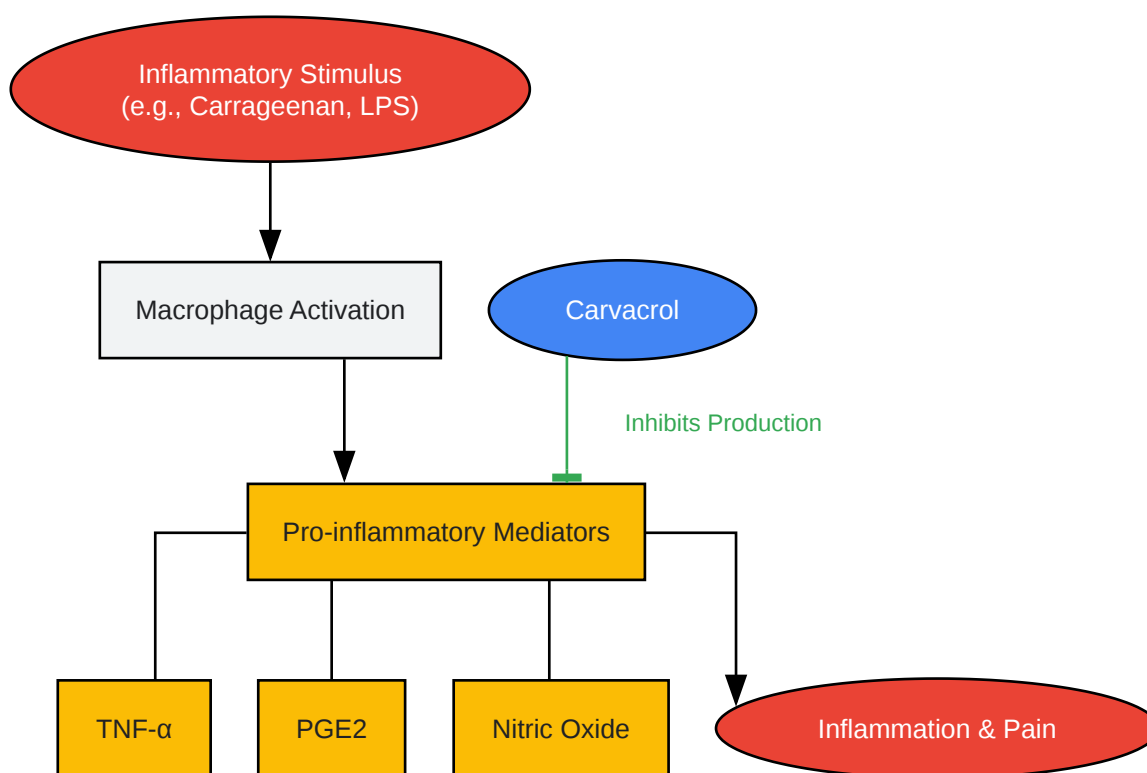 Inflammatory Stimulus
(e.g., Carrageenan, LPS)
Macrophage Activation
Carvacrol
Inhibits Production
Pro-inflammatory Mediators
TNF-α
PGE2
Nitric Oxide
Inflammation & Pain